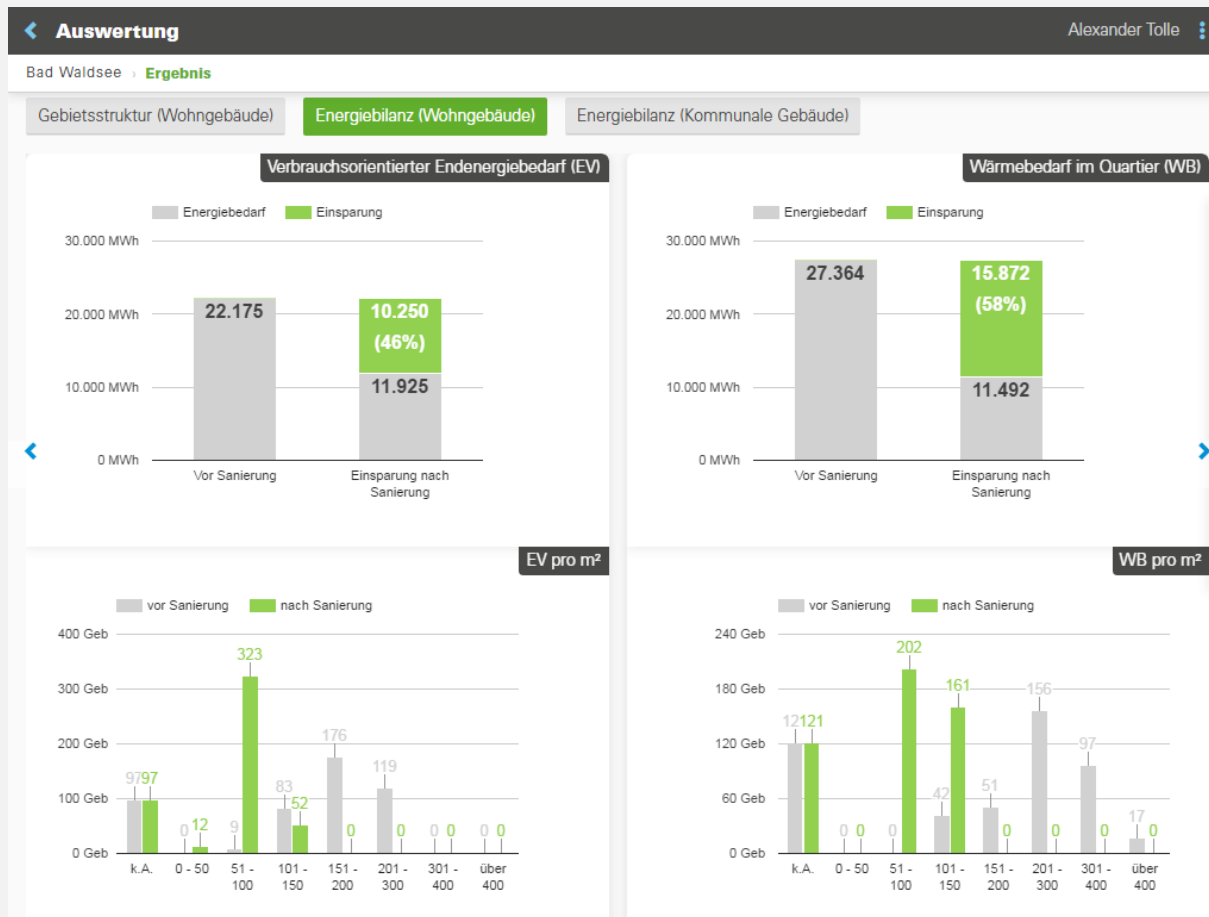 Auswertung
Alexander Tolle
Bad Waldsee › Ergebnis
Gebietsstruktur (Wohngebäude)
Energiebilanz (Wohngebäude)
Energiebilanz (Kommunale Gebäude)
Verbrauchsorientierter Endenergiebedarf (EV)
Energiebedarf
Einsparung
30.000 MWh
20.000 MWh
10.000 MWh
0 MWh
22.175
10.250
(46%)
11.925
Vor Sanierung
Einsparung nach
Sanierung
Wärmebedarf im Quartier (WB)
Energiebedarf
Einsparung
30.000 MWh
20.000 MWh
10.000 MWh
0 MWh
27.364
15.872
(58%)
11.492
Vor Sanierung
Einsparung nach
Sanierung
EV pro m²
vor Sanierung
nach Sanierung
400 Geb
300 Geb
200 Geb
100 Geb
0 Geb
97
97
0
12
9
323
83
52
176
0
119
0
0
0
0
0
k.A.
0 - 50
51 -
100
101 -
150
151 -
200
201 -
300
301 -
400
über
400
WB pro m²
vor Sanierung
nach Sanierung
240 Geb
180 Geb
120 Geb
60 Geb
0 Geb
12
121
0
0
0
202
42
161
51
0
156
0
97
0
17
0
k.A.
0 - 50
51 -
100
101 -
150
151 -
200
201 -
300
301 -
400
über
400